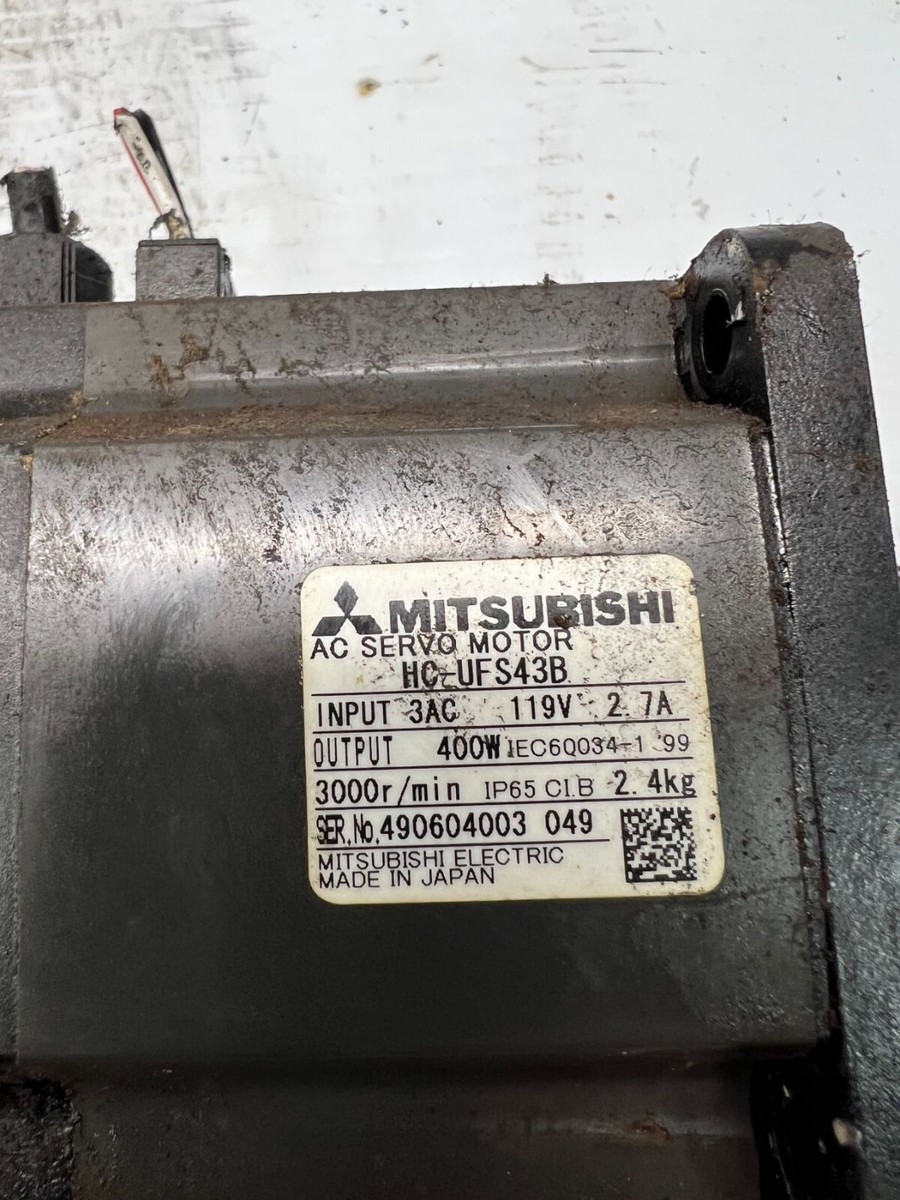 MITSUBISHI
AC SERVO MOTOR
HC-UFS43B
INPUT 3AC 119V 2.7A
OUTPUT 400W IEC60034-1 '99
3000r/min IP65 CI.B 2.4kg
SER.No.490604003 049
MITSUBISHI ELECTRIC
MADE IN JAPAN